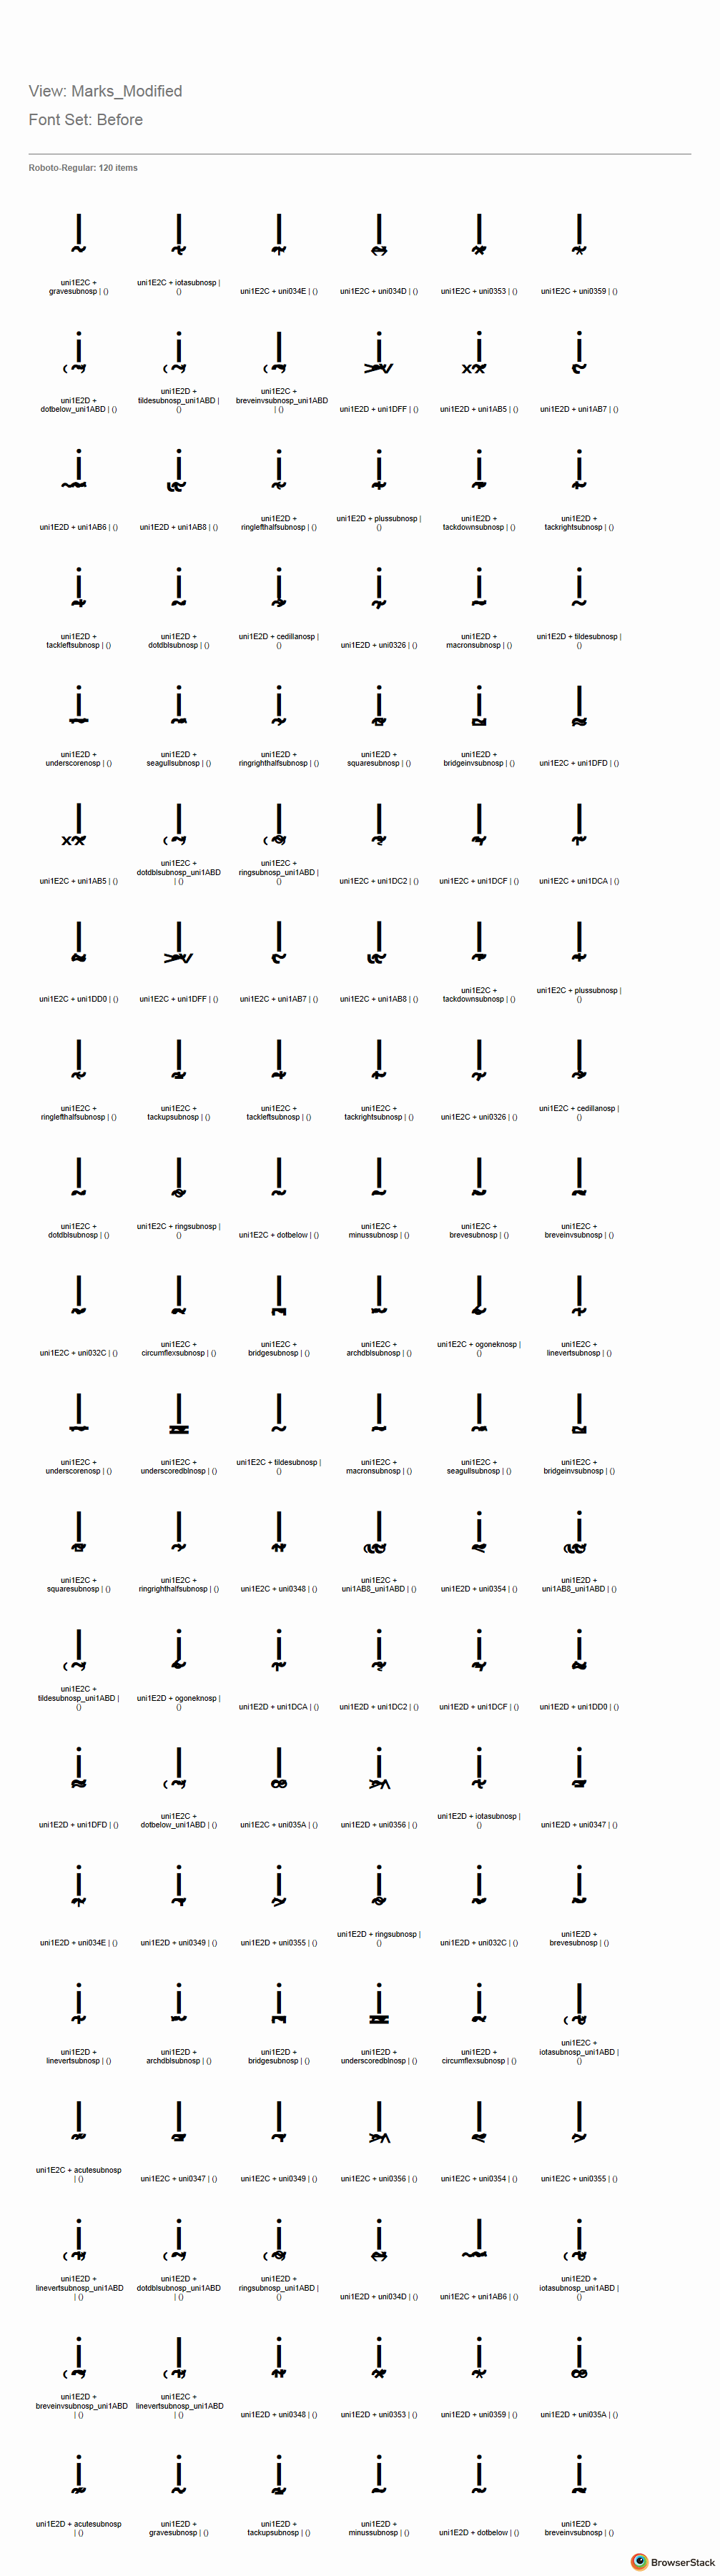 View: Marks_Modified
Font Set: Before
Roboto-Regular: 120 items
uni1E2C +
gravesubnosp | ()
uni1E2C + iotasubnosp |
()
uni1E2C + uni034E | ()
uni1E2C + uni034D | ()
uni1E2C + uni0353 | ()
uni1E2C + uni0359 | ()
uni1E2D +
dotbelow_uni1ABD | ()
uni1E2D +
tildesubnosp_uni1ABD |
()
uni1E2C +
breveinvsubnosp_uni1ABD
| ()
uni1E2D + uni1DFF | ()
uni1E2D + uni1AB5 | ()
uni1E2D + uni1AB7 | ()
uni1E2D + uni1AB6 | ()
uni1E2D + uni1AB8 | ()
uni1E2D +
ringlefthalfsubnosp | ()
uni1E2D + plussubnosp |
()
uni1E2D +
tackdownsubnosp | ()
uni1E2D +
tackrightsubnosp | ()
uni1E2D +
tackleftsubnosp | ()
uni1E2D +
dotdblsubnosp | ()
uni1E2D + cedillanosp |
()
uni1E2D + uni0326 | ()
uni1E2D +
macronsubnosp | ()
uni1E2D + tildesubnosp |
()
uni1E2D +
underscorenosp | ()
uni1E2D +
seagullsubnosp | ()
uni1E2D +
ringrighthalfsubnosp | ()
uni1E2D +
squaresubnosp | ()
uni1E2D +
bridgeinvsubnosp | ()
uni1E2C + uni1DFD | ()
uni1E2C + uni1AB5 | ()
uni1E2C +
dotdblsubnosp_uni1ABD
| ()
uni1E2C +
ringsubnosp_uni1ABD |
()
uni1E2C + uni1DC2 | ()
uni1E2C + uni1DCF | ()
uni1E2C + uni1DCA | ()
uni1E2C + uni1DD0 | ()
uni1E2C + uni1DFF | ()
uni1E2C + uni1AB7 | ()
uni1E2C + uni1AB8 | ()
uni1E2C +
tackdownsubnosp | ()
uni1E2C + plussubnosp |
()
uni1E2C +
ringlefthalfsubnosp | ()
uni1E2C +
tackupsubnosp | ()
uni1E2C +
tackleftsubnosp | ()
uni1E2C +
tackrightsubnosp | ()
uni1E2C + uni0326 | ()
uni1E2C + cedillanosp |
()
uni1E2C +
dotdblsubnosp | ()
uni1E2C + ringsubnosp |
()
uni1E2C + dotbelow | ()
uni1E2C +
minussubnosp | ()
uni1E2C +
brevesubnosp | ()
uni1E2C +
breveinvsubnosp | ()
uni1E2C + uni032C | ()
uni1E2C +
circumflexsubnosp | ()
uni1E2C +
bridgesubnosp | ()
uni1E2C +
archdblsubnosp | ()
uni1E2C + ogoneknosp |
()
uni1E2C +
linevertsubnosp | ()
uni1E2C +
underscorenosp | ()
uni1E2C +
underscoredblnosp | ()
uni1E2C + tildesubnosp |
()
uni1E2C +
macronsubnosp | ()
uni1E2C +
seagullsubnosp | ()
uni1E2C +
bridgeinvsubnosp | ()
uni1E2C +
squaresubnosp | ()
uni1E2C +
ringrighthalfsubnosp | ()
uni1E2C + uni0348 | ()
uni1E2C +
uni1AB8_uni1ABD | ()
uni1E2D + uni0354 | ()
uni1E2D +
uni1AB8_uni1ABD | ()
uni1E2C +
tildesubnosp_uni1ABD |
()
uni1E2D + ogoneknosp |
()
uni1E2D + uni1DCA | ()
uni1E2D + uni1DC2 | ()
uni1E2D + uni1DCF | ()
uni1E2D + uni1DD0 | ()
uni1E2D + uni1DFD | ()
uni1E2C +
dotbelow_uni1ABD | ()
uni1E2C + uni035A | ()
uni1E2D + uni0356 | ()
uni1E2D + iotasubnosp |
()
uni1E2D + uni0347 | ()
uni1E2D + uni034E | ()
uni1E2D + uni0349 | ()
uni1E2D + uni0355 | ()
uni1E2D + ringsubnosp |
()
uni1E2D + uni032C | ()
uni1E2D +
brevesubnosp | ()
uni1E2D +
linevertsubnosp | ()
uni1E2D +
archdblsubnosp | ()
uni1E2D +
bridgesubnosp | ()
uni1E2D +
underscoredblnosp | ()
uni1E2D +
circumflexsubnosp | ()
uni1E2C +
iotasubnosp_uni1ABD |
()
uni1E2C + acutesubnosp
| ()
uni1E2C + uni0347 | ()
uni1E2C + uni0349 | ()
uni1E2C + uni0356 | ()
uni1E2C + uni0354 | ()
uni1E2C + uni0355 | ()
uni1E2D +
linevertsubnosp_uni1ABD
| ()
uni1E2D +
dotdblsubnosp_uni1ABD
| ()
uni1E2D +
ringsubnosp_uni1ABD |
()
uni1E2D + uni034D | ()
uni1E2C + uni1AB6 | ()
uni1E2D +
iotasubnosp_uni1ABD |
()
uni1E2D +
breveinvsubnosp_uni1ABD
| ()
uni1E2C +
linevertsubnosp_uni1ABD
| ()
uni1E2D + uni0348 | ()
uni1E2D + uni0353 | ()
uni1E2D + uni0359 | ()
uni1E2D + uni035A | ()
uni1E2D + acutesubnosp
| ()
uni1E2D +
gravesubnosp | ()
uni1E2D +
tackupsubnosp | ()
uni1E2D +
minussubnosp | ()
uni1E2D + dotbelow | ()
uni1E2D +
breveinvsubnosp | ()
BrowserStack